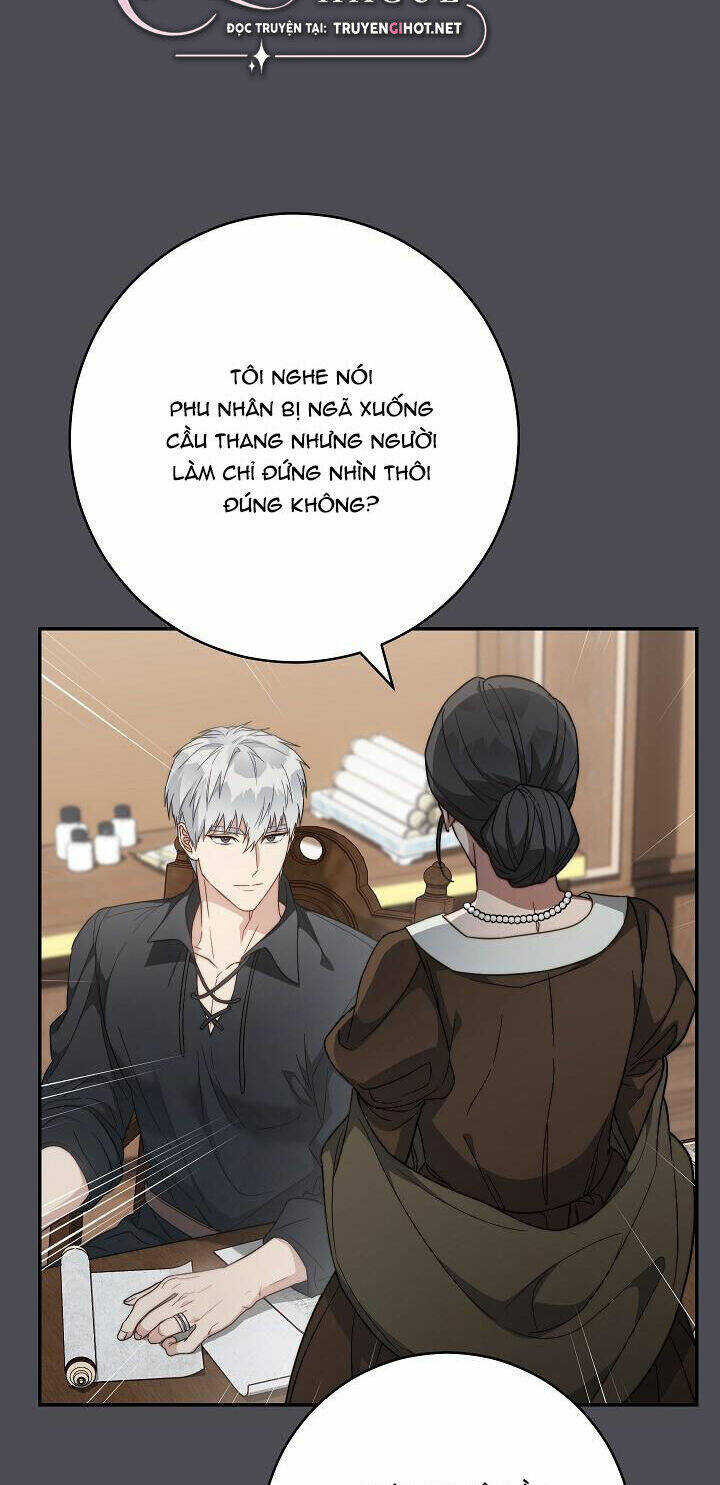 ĐỌC TRUYỆN TẠI: TRUYENGIHOT.NET
TÔI NGHE NÓI
PHU NHÂN BỊ NGÃ XUỐNG
CẦU THANG NHƯNG NGƯỜI
LÀM CHỈ ĐỨNG NHÌN THÔI
ĐÚNG KHÔNG?